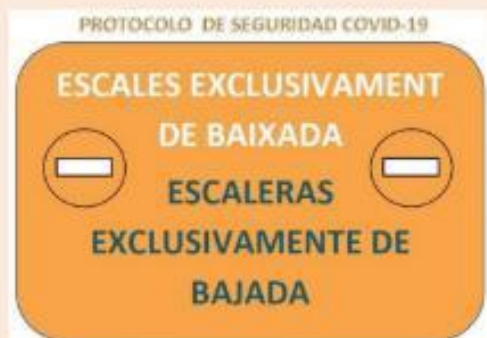 PROTOCOLO DE SEGURIDAD COVID-19
ESCALES EXCLUSIVAMENT
DE BAIXADA
ESCALERAS
EXCLUSIVAMENTE DE
BAJADA